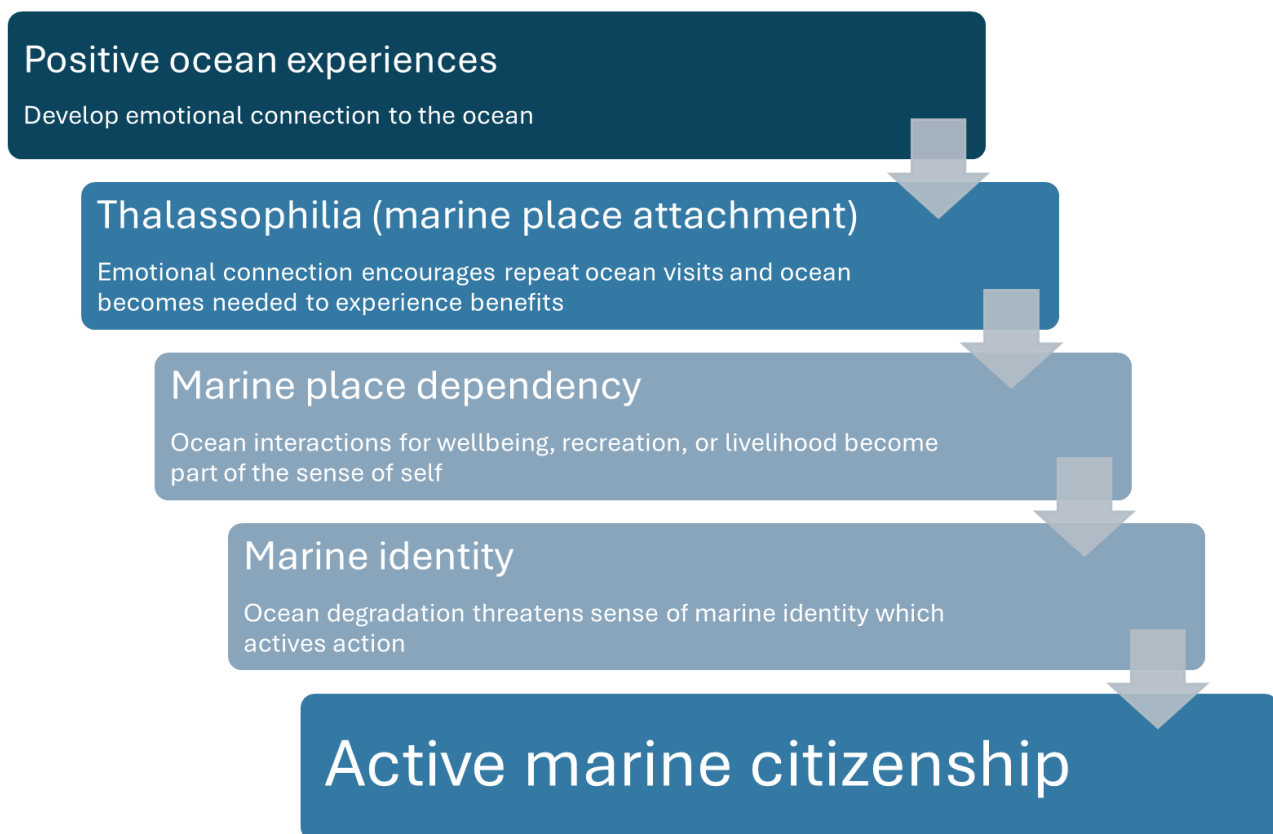 Positive ocean experiences
Develop emotional connection to the ocean
Thalassophilia (marine place attachment)
Emotional connection encourages repeat ocean visits and ocean
becomes needed to experience benefits
Marine place dependency
Ocean interactions for wellbeing, recreation, or livelihood become
part of the sense of self
Marine identity
Ocean degradation threatens sense of marine identity which
actives action
Active marine citizenship